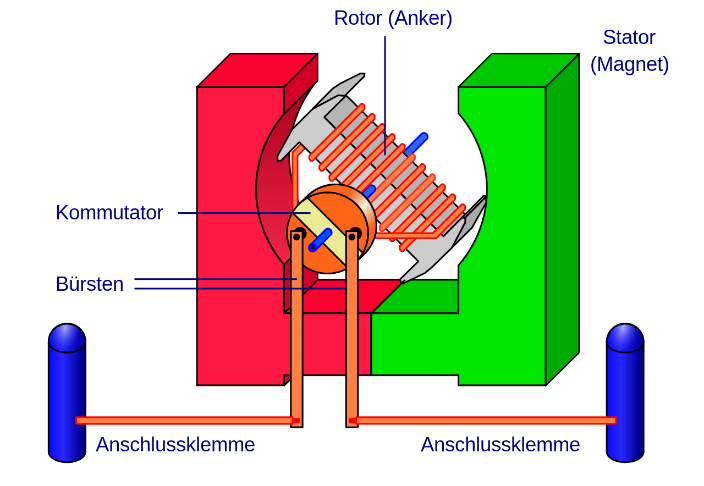 Rotor (Anker)
Stator
(Magnet)
Kommutator
Bürsten
Anschlussklemme
Anschlussklemme